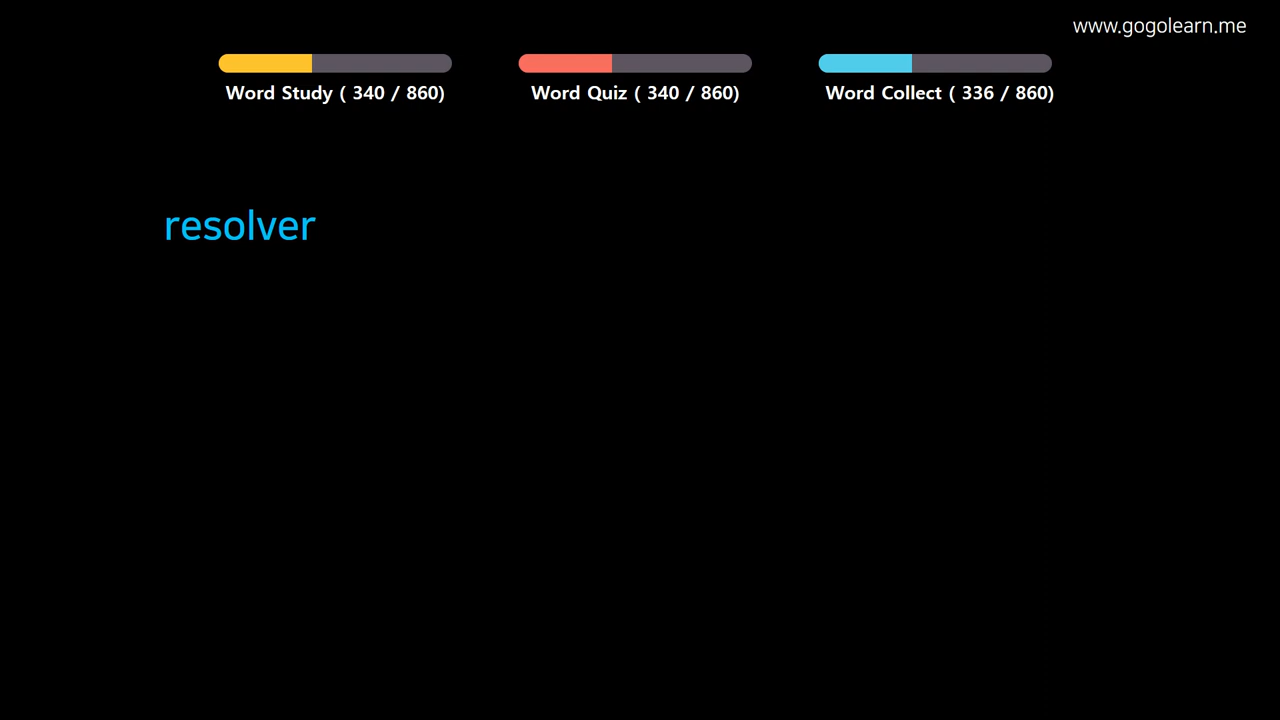 www.gogolearn.me
Word Study ( 340 / 860)
Word Quiz ( 340 / 860)
Word Collect ( 336 / 860)
resolver